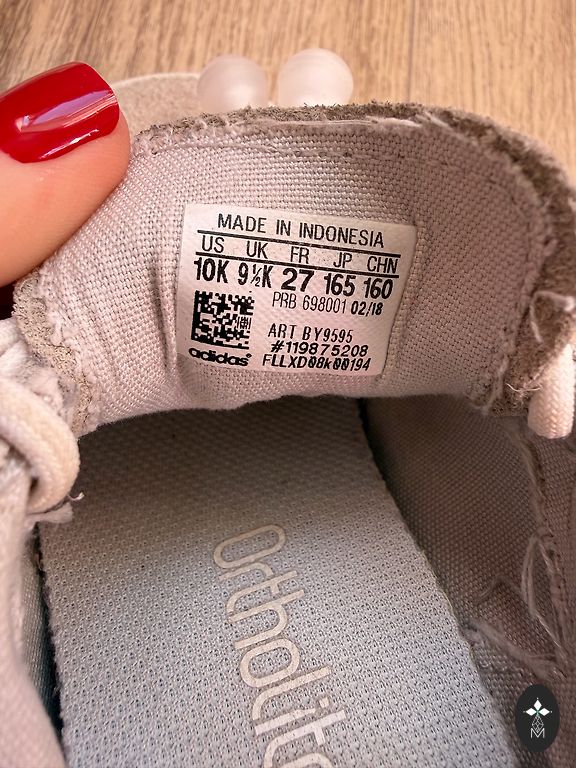 MADE IN INDONESIA
US UK FR JP CHN
10K 9½K 27 165 160
PRB 698001 02/18
ART BY9595
#119875208
adidas FLLXD08k00194
Ortholite
M